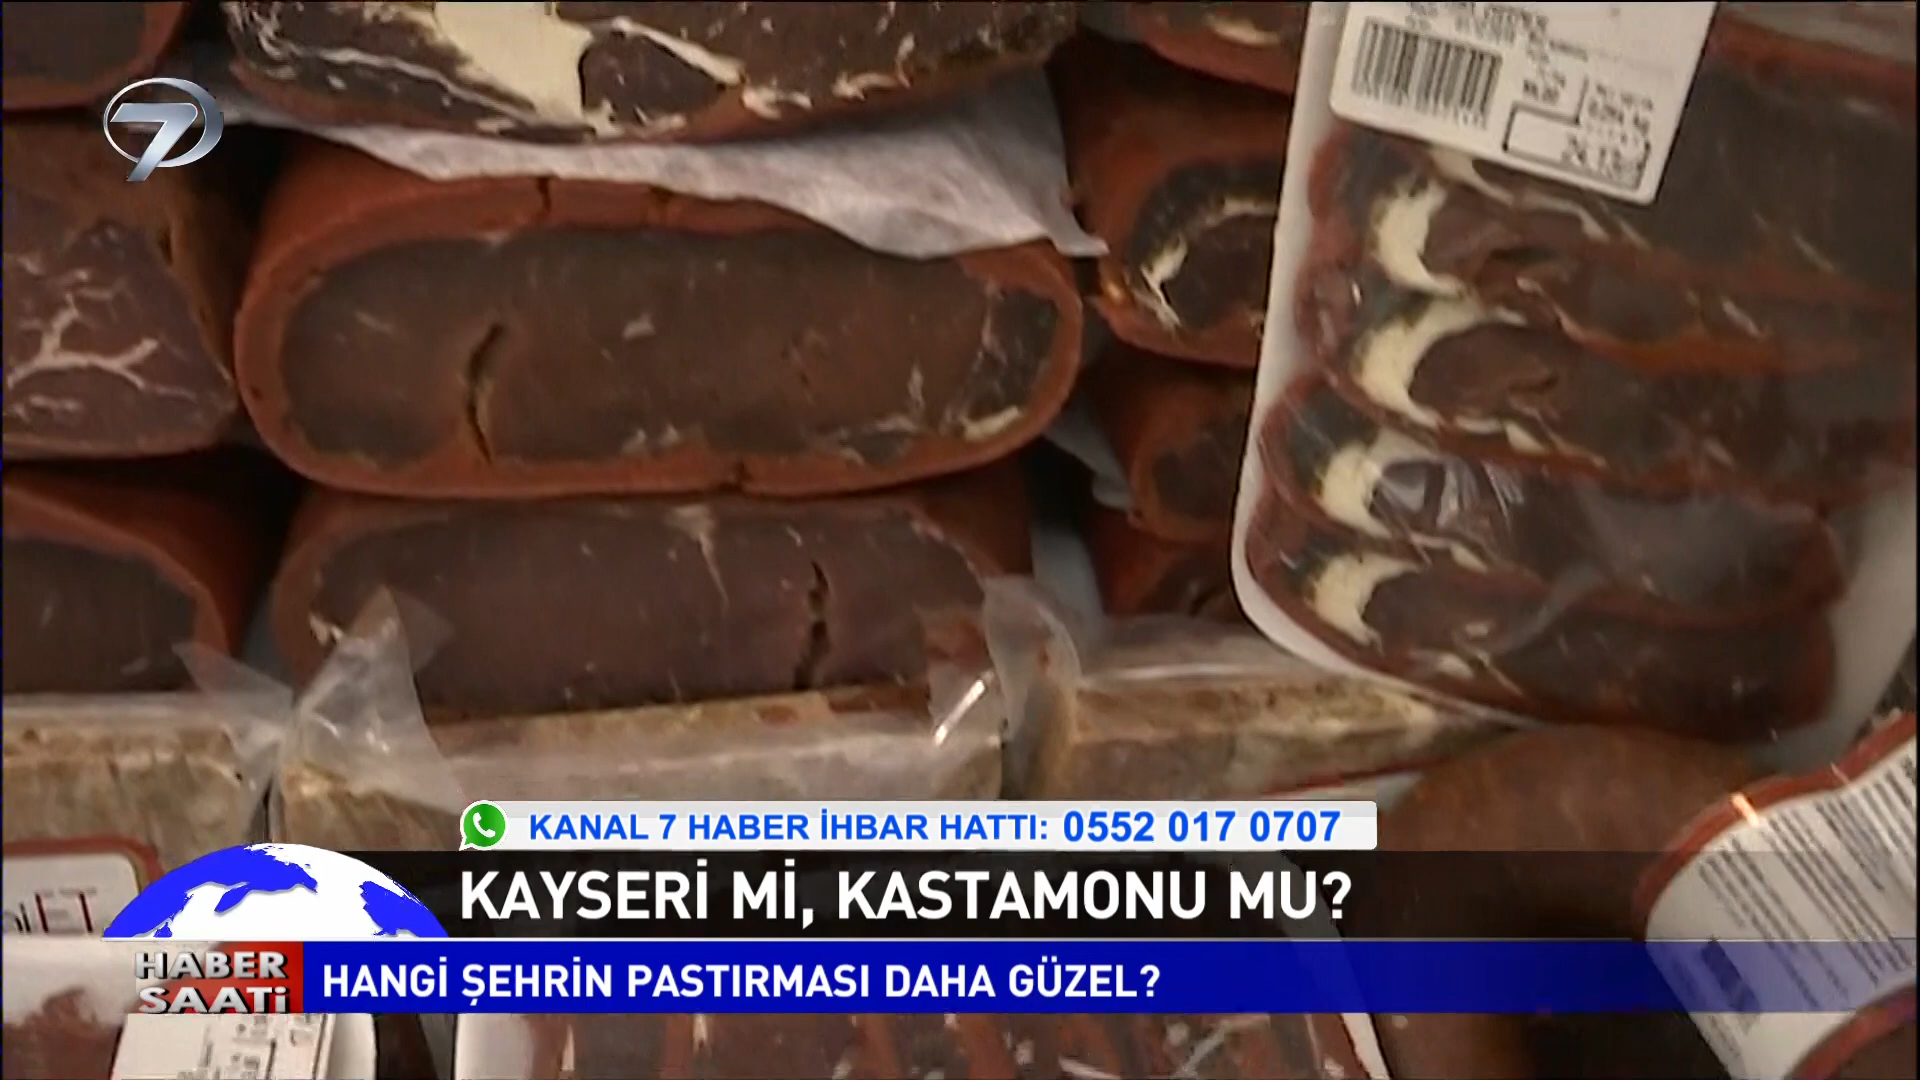 7
KANAL 7 HABER İHBAR HATTI: 0552 017 0707
KAYSERİ Mİ, KASTAMONU MU?
HABER
SAATİ
HANGİ ŞEHRİN PASTIRMASI DAHA GÜZEL?